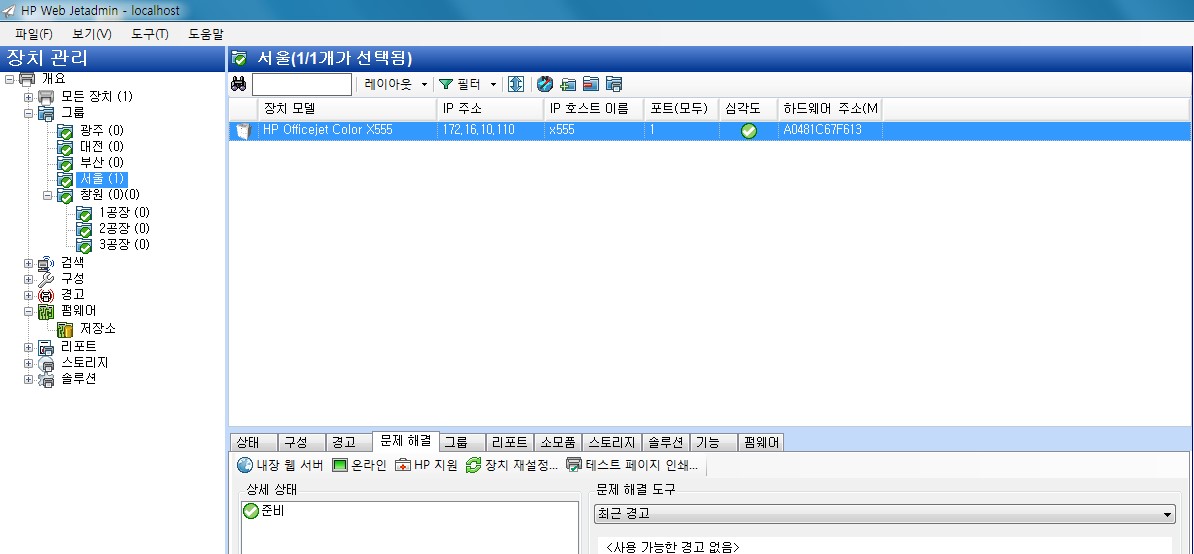 HP Web Jetadmin - localhost
파일(F) 보기(V) 도구(T) 도움말
장치 관리
개요
모든 장치 (1)
그룹
광주 (0)
대전 (0)
부산 (0)
서울 (1)
창원 (0)(0)
1공장 (0)
2공장 (0)
3공장 (0)
검색
구성
경고
펌웨어
저장소
리포트
스토리지
솔루션
서울(1/1개가 선택됨)
레이아웃 필터
장치 모델 IP 주소 IP 호스트 이름 포트(모두) 심각도 하드웨어 주소(M
HP Officejet Color X555 172,16,10,110 x555 1 A0481C67F613
상태 구성 경고 문제 해결 그룹 리포트 소모품 스토리지 솔루션 기능 펌웨어
내장 웹 서버 온라인 HP 지원 장치 재설정... 테스트 페이지 인쇄...
상세 상태
준비
문제 해결 도구
최근 경고
<사용 가능한 경고 없음>